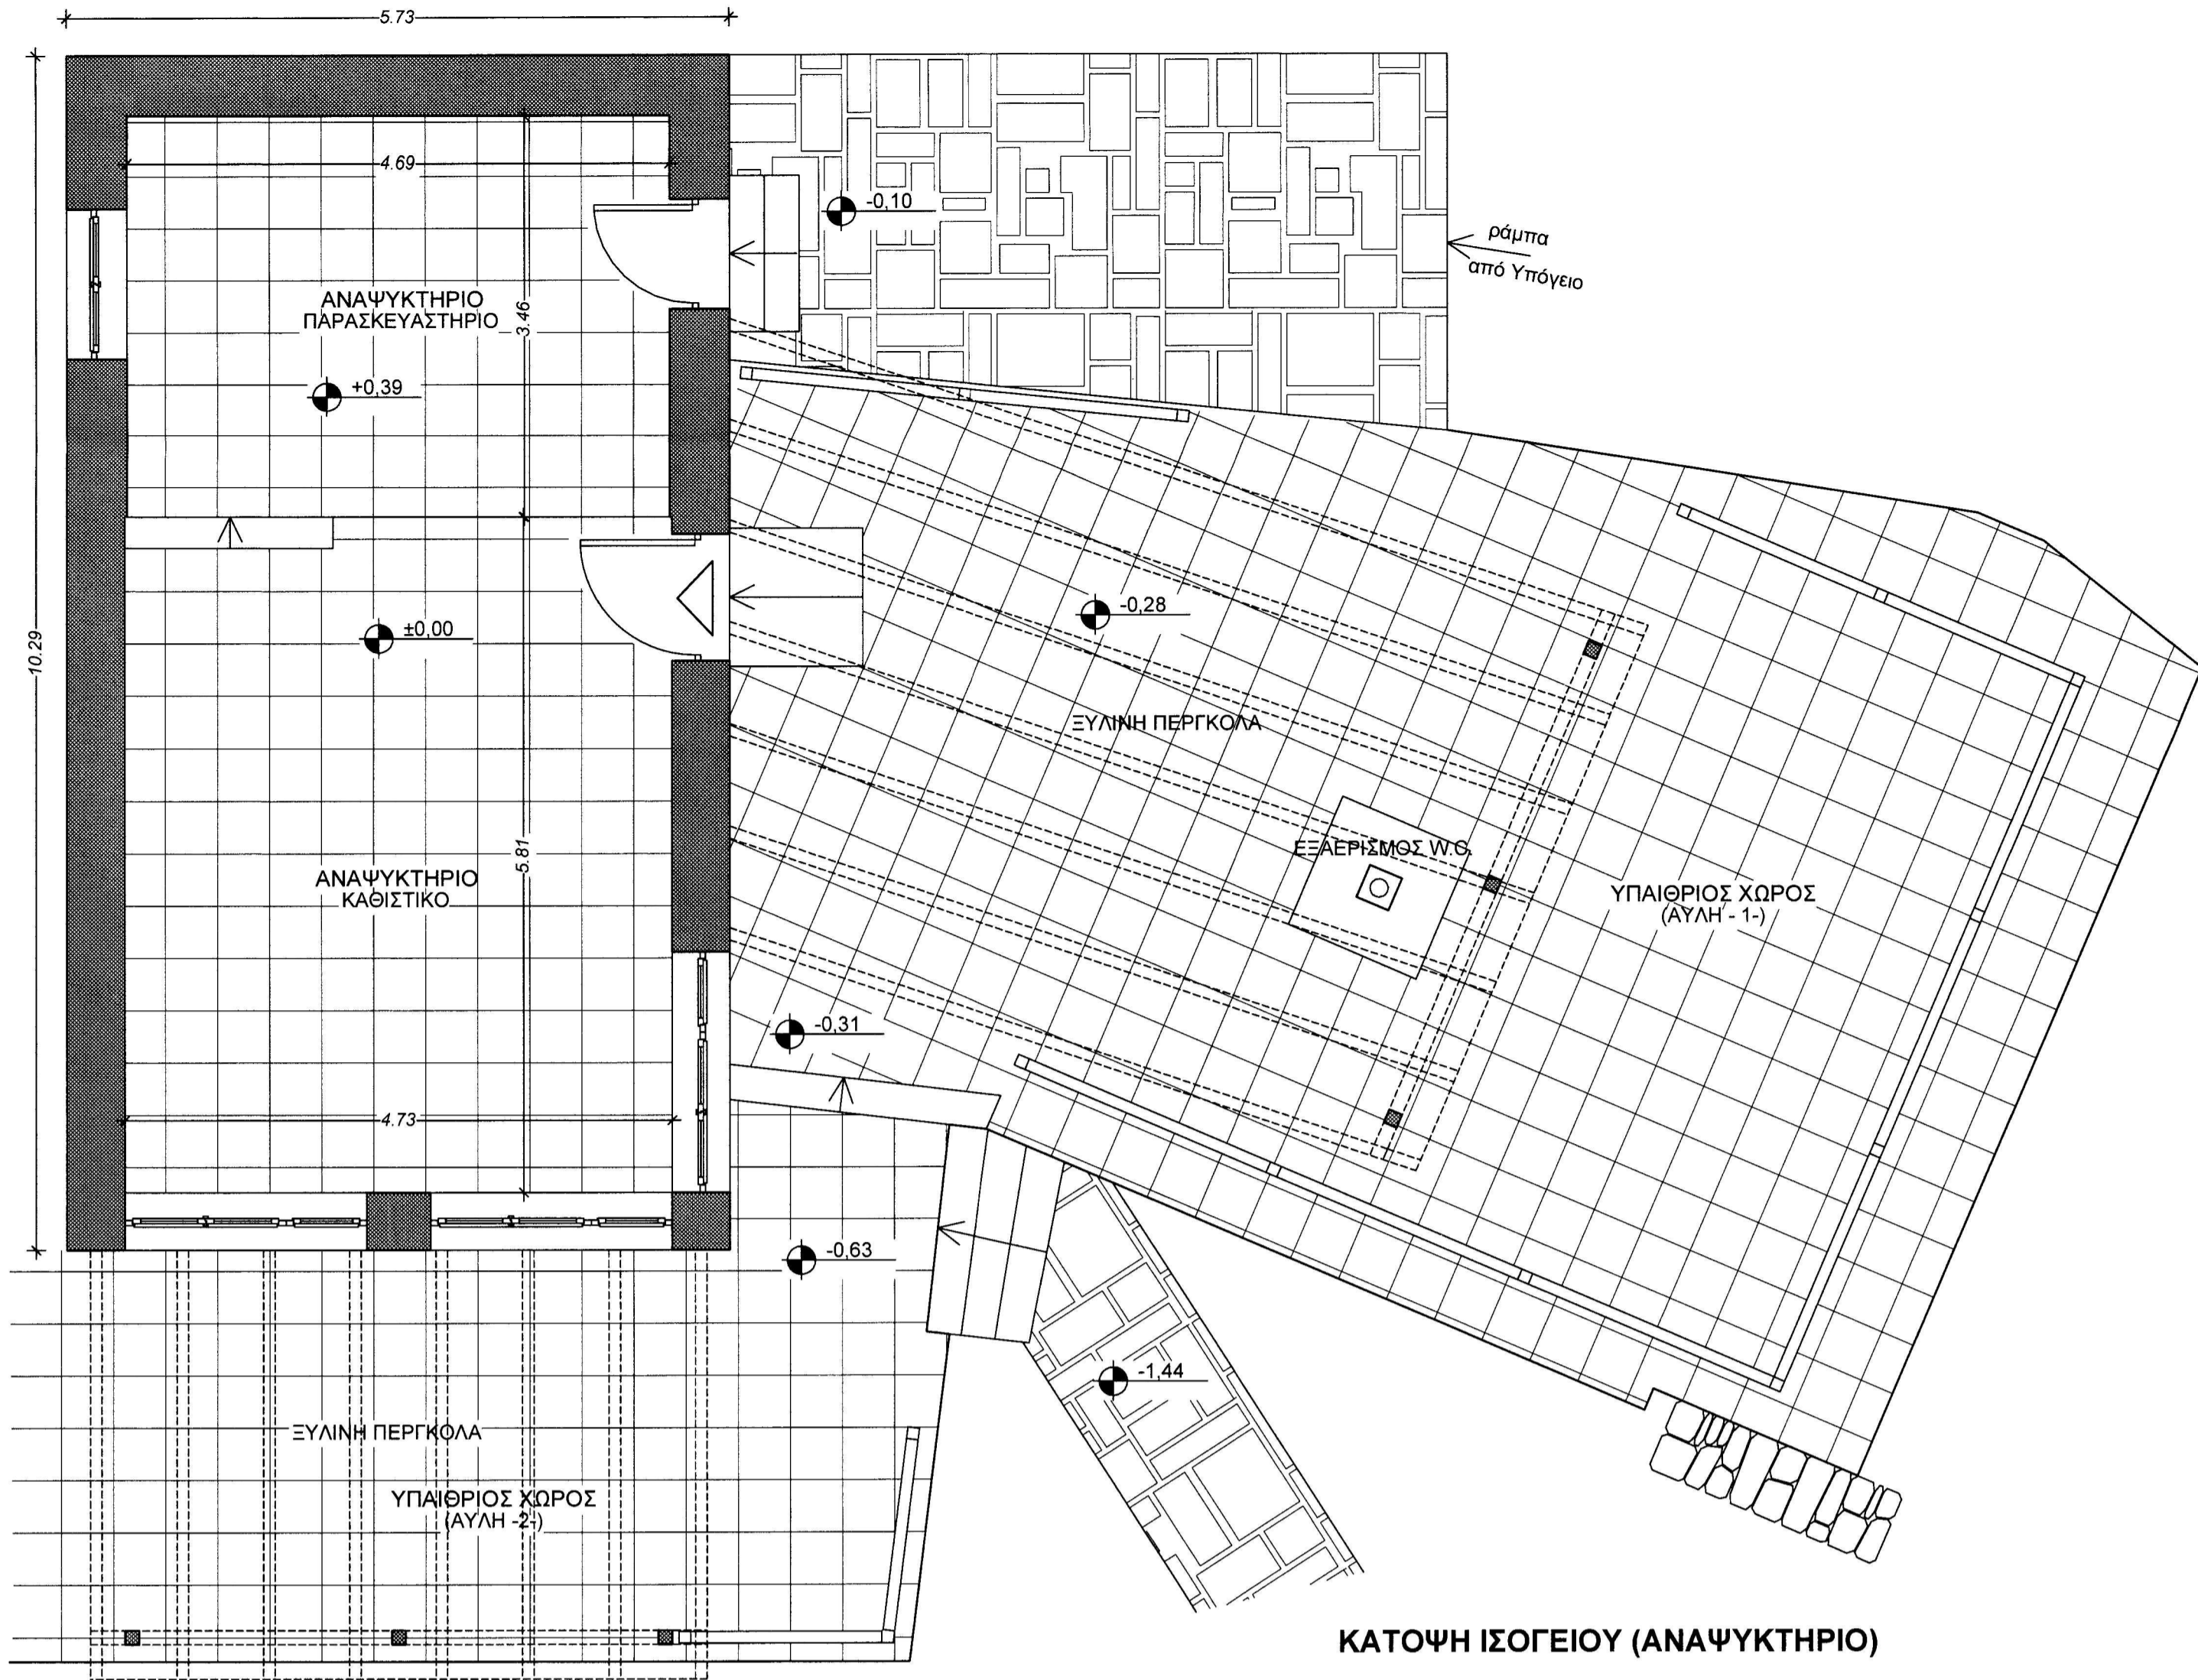 5.73
4.69
-0,10
ράμπα
από Υπόγειο
ΑΝΑΨΥΚΤΗΡΙΟ
ΠΑΡΑΣΚΕΥΑΣΤΗΡΙΟ
3.46
+0,39
10.29
±0,00
-0,28
ΞΥΛΙΝΗ ΠΕΡΓΚΟΛΑ
ΕΞΑΕΡΙΣΜΟΣ W.C.
5.81
ΑΝΑΨΥΚΤΗΡΙΟ
ΚΑΘΙΣΤΙΚΟ
ΥΠΑΙΘΡΙΟΣ ΧΩΡΟΣ
(ΑΥΛΗ - 1-)
-0,31
4.73
-0,63
-1,44
ΞΥΛΙΝΗ ΠΕΡΓΚΟΛΑ
ΥΠΑΙΘΡΙΟΣ ΧΩΡΟΣ
(ΑΥΛΗ -2-)
ΚΑΤΟΨΗ ΙΣΟΓΕΙΟΥ (ΑΝΑΨΥΚΤΗΡΙΟ)